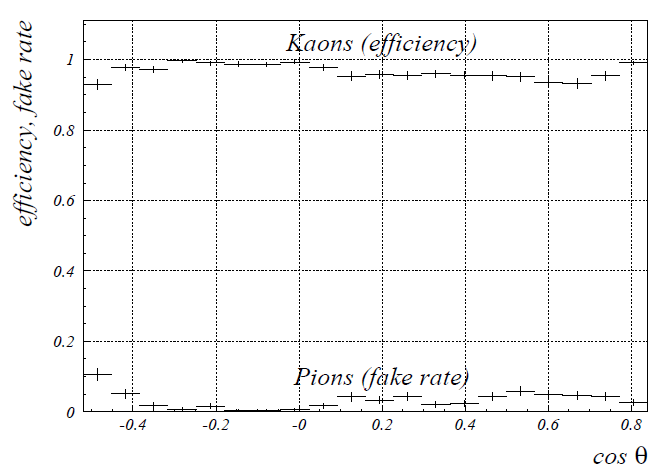 efficiency, fake rate
Kaons (efficiency)
1
0.8
0.6
0.4
0.2
0
Pions (fake rate)
-0.4 -0.2 -0 0.2 0.4 0.6 0.8
cos θ